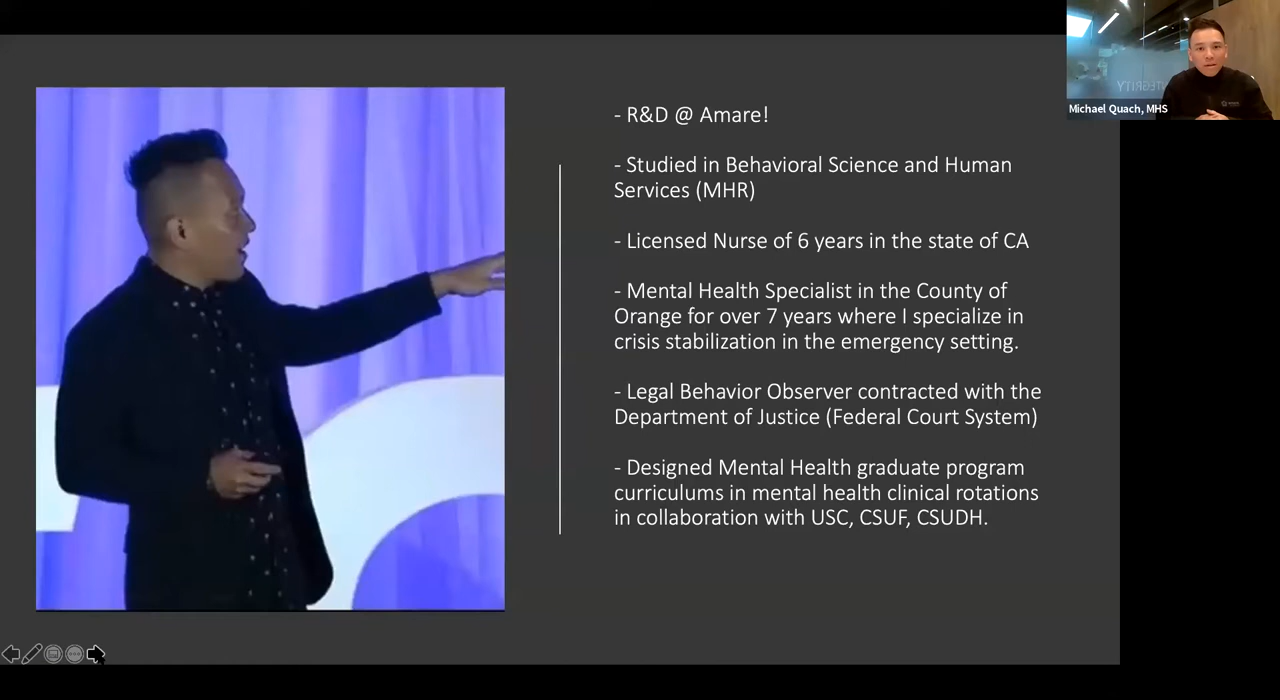 - R&D @ Amare!
- Studied in Behavioral Science and Human
Services (MHR)
- Licensed Nurse of 6 years in the state of CA
- Mental Health Specialist in the County of
Orange for over 7 years where I specialize in
crisis stabilization in the emergency setting.
- Legal Behavior Observer contracted with the
Department of Justice (Federal Court System)
- Designed Mental Health graduate program
curriculums in mental health clinical rotations
in collaboration with USC, CSUF, CSUDH.
INTEGRITY
Michael Quach, MHS